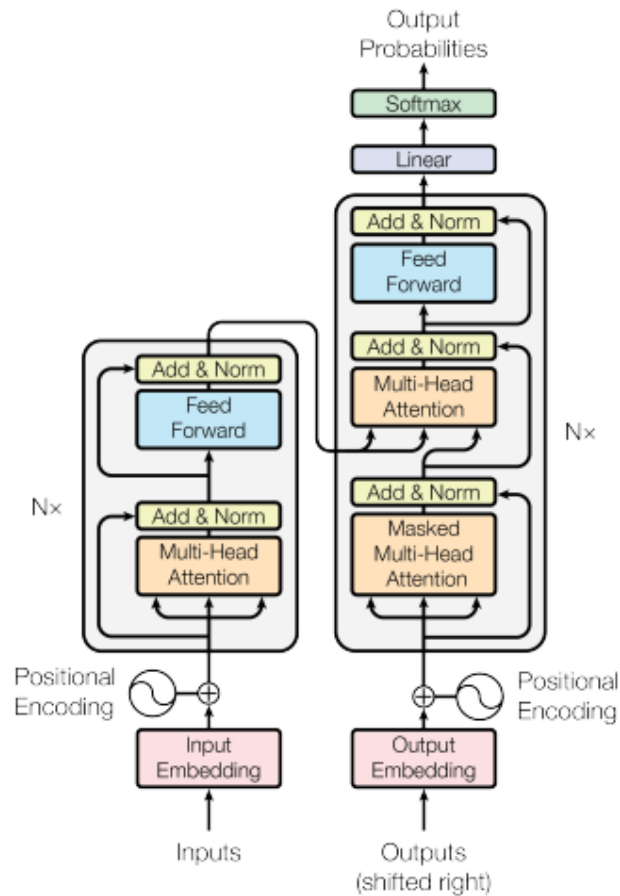 Output
Probabilities
Softmax
Linear
Add & Norm
Feed
Forward
Add & Norm
Multi-Head
Attention
Add & Norm
Masked
Multi-Head
Attention
N×
Add & Norm
Feed
Forward
Add & Norm
Multi-Head
Attention
N×
Positional
Encoding
Positional
Encoding
Input
Embedding
Output
Embedding
Inputs
Outputs
(shifted right)